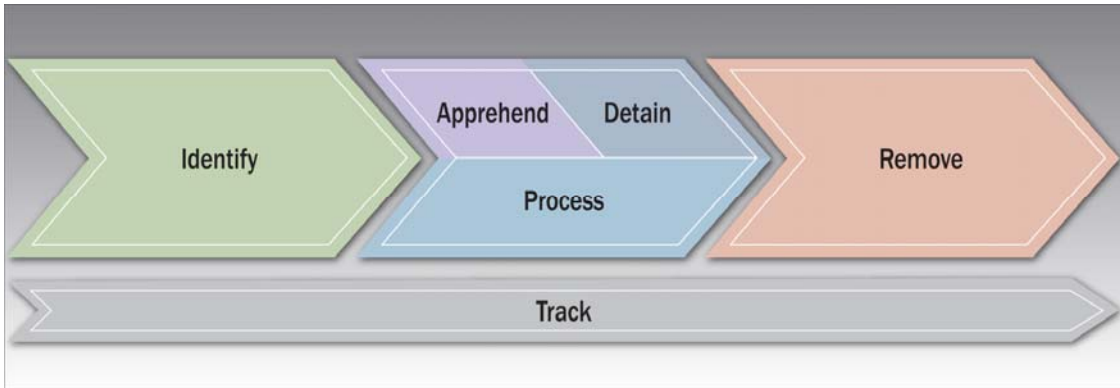 Identify
Apprehend
Detain
Process
Remove
Track